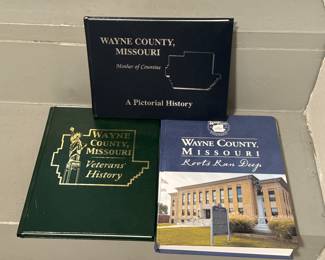 WAYNE COUNTY,
MISSOURI
Mother of Counties
A Pictorial History
WAYNE
COUNTY,
MISSOURI
Veterans'
History
WAYNE COUNTY,
MISSOURI
Roots Run Deep